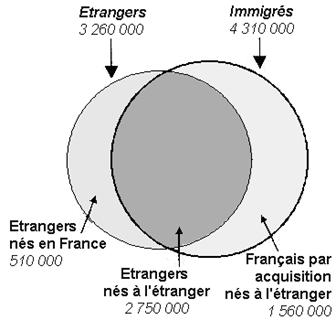 Etrangers
3 260 000
Immigrés
4 310 000
Etrangers
nés en France
510 000
Etrangers
nés à l'étranger
2 750 000
Français par
acquisition
nés à l'étranger
1 560 000